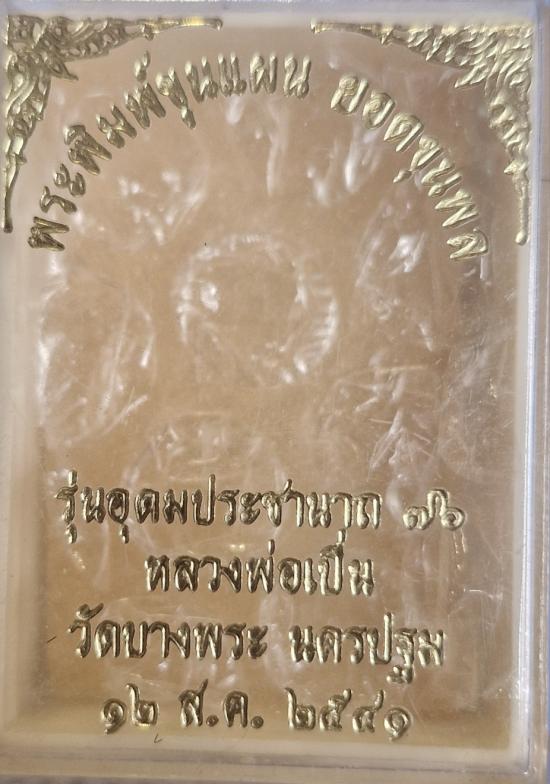 พระพิมพ์ขุนแผน ยอดขุนพล
รุ่นอุดมประชานาถ ๗๖
หลวงพ่อเปิ่น
วัดบางพระ นครปฐม
๑๒ ส.ค. ๒๕๔๑